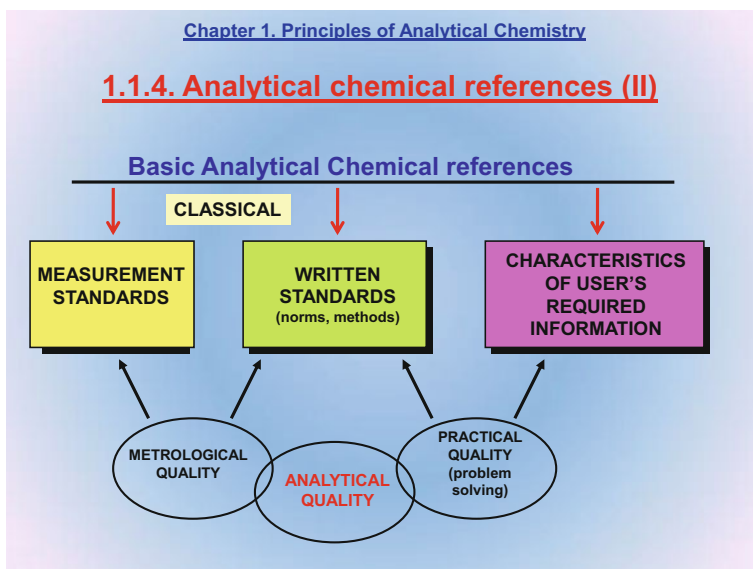 Chapter 1. Principles of Analytical Chemistry
1.1.4. Analytical chemical references (II)
Basic Analytical Chemical references
CLASSICAL
MEASUREMENT
STANDARDS
WRITTEN
STANDARDS
(norms, methods)
CHARACTERISTICS
OF USER'S
REQUIRED
INFORMATION
METROLOGICAL
QUALITY
ANALYTICAL
QUALITY
PRACTICAL
QUALITY
(problem
solving)